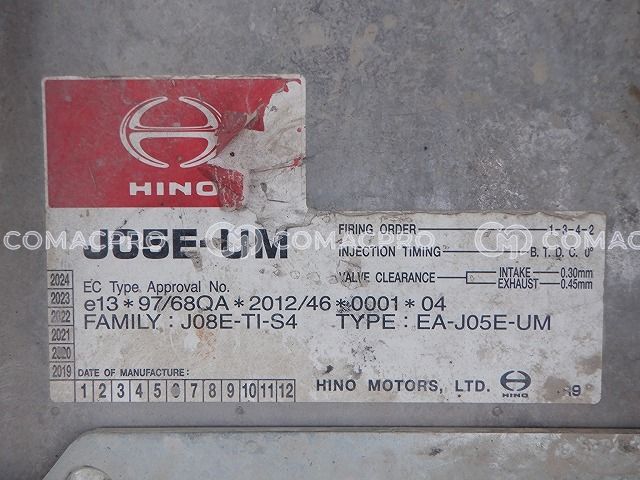 HINO
J05E-UM
FIRING ORDER 1-3-4-2
INJECTION TIMING B.T.D.C. 0°
VALVE CLEARANCE INTAKE 0.30mm
EXHAUST 0.45mm
EC Type Approval No.
e13*97/68QA*2012/46*0001*04
FAMILY : J08E-TI-S4 TYPE : EA-J05E-UM
2024
2023
2022
2021
2020
2019
DATE OF MANUFACTURE:
1 2 3 4 5 6 7 8 9 10 11 12
HINO MOTORS, LTD. HINO
COMACPRO COMACPRO COMACPRO